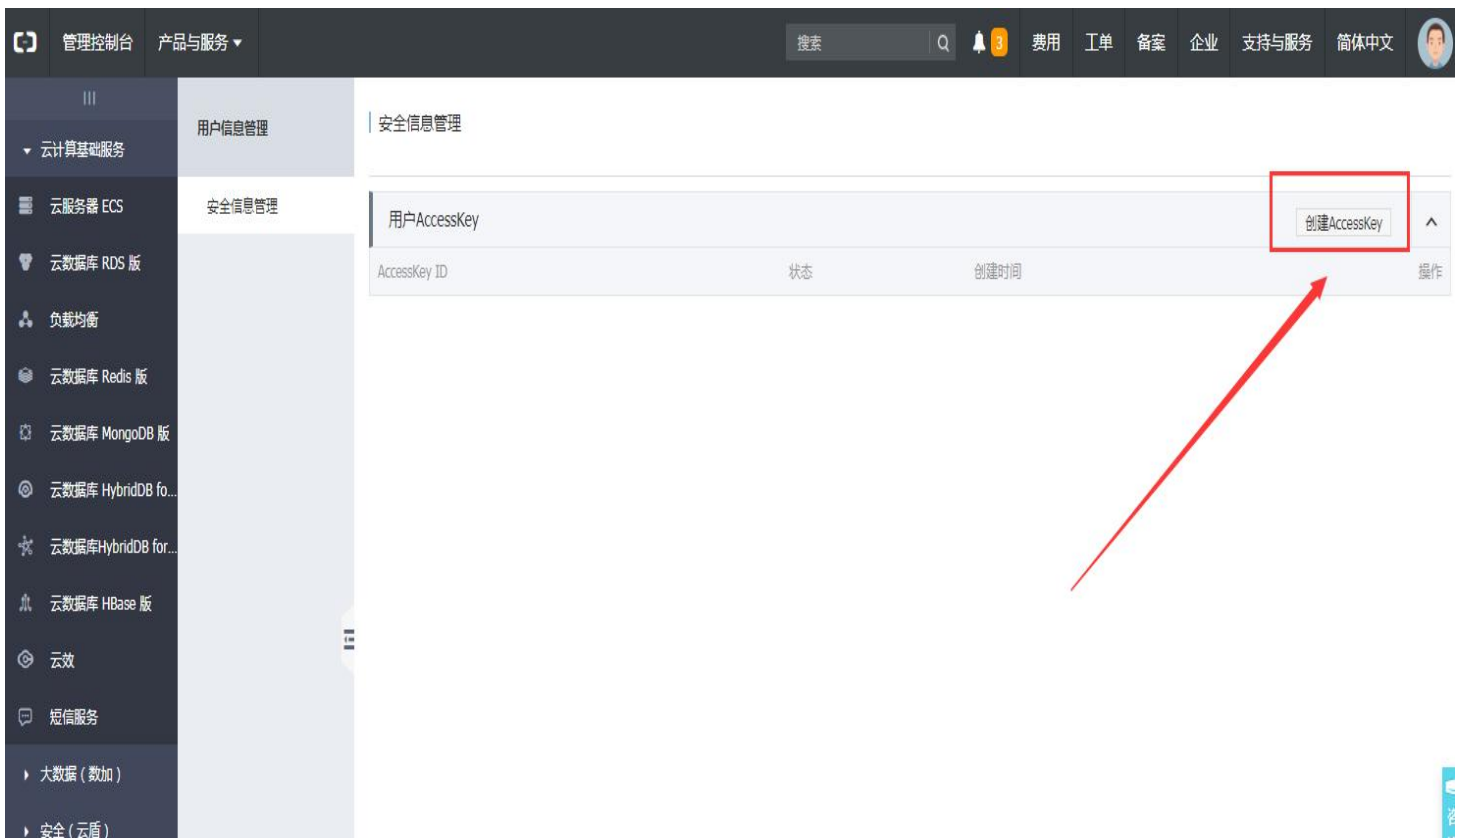 管理控制台 产品与服务 搜索 3 费用 工单 备案 企业 支持与服务 简体中文
云计算基础服务
云服务器 ECS
云数据库 RDS 版
负载均衡
云数据库 Redis 版
云数据库 MongoDB 版
云数据库 HybridDB fo...
云数据库HybridDB for...
云数据库 HBase 版
云效
短信服务
大数据 ( 数加 )
安全 ( 云盾 )
用户信息管理
安全信息管理
安全信息管理
用户AccessKey 创建AccessKey
AccessKey ID 状态 创建时间 操作